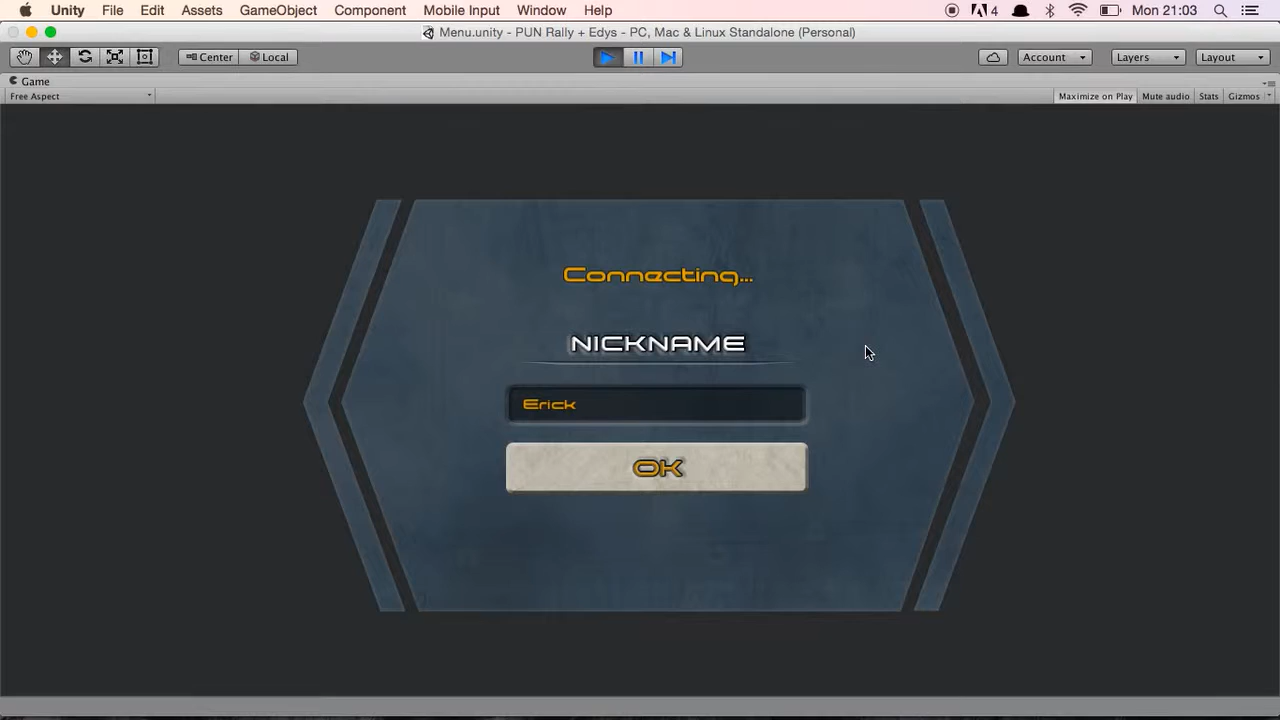 Unity File Edit Assets GameObject Component Mobile Input Window Help 4 Mon 21:03
Menu.unity - PUN Rally + Edys - PC, Mac & Linux Standalone (Personal)
Center Local Account Layers Layout
Game
Free Aspect Maximize on Play Mute audio Stats Gizmos
Connecting...
NICKNAME
Erick
OK